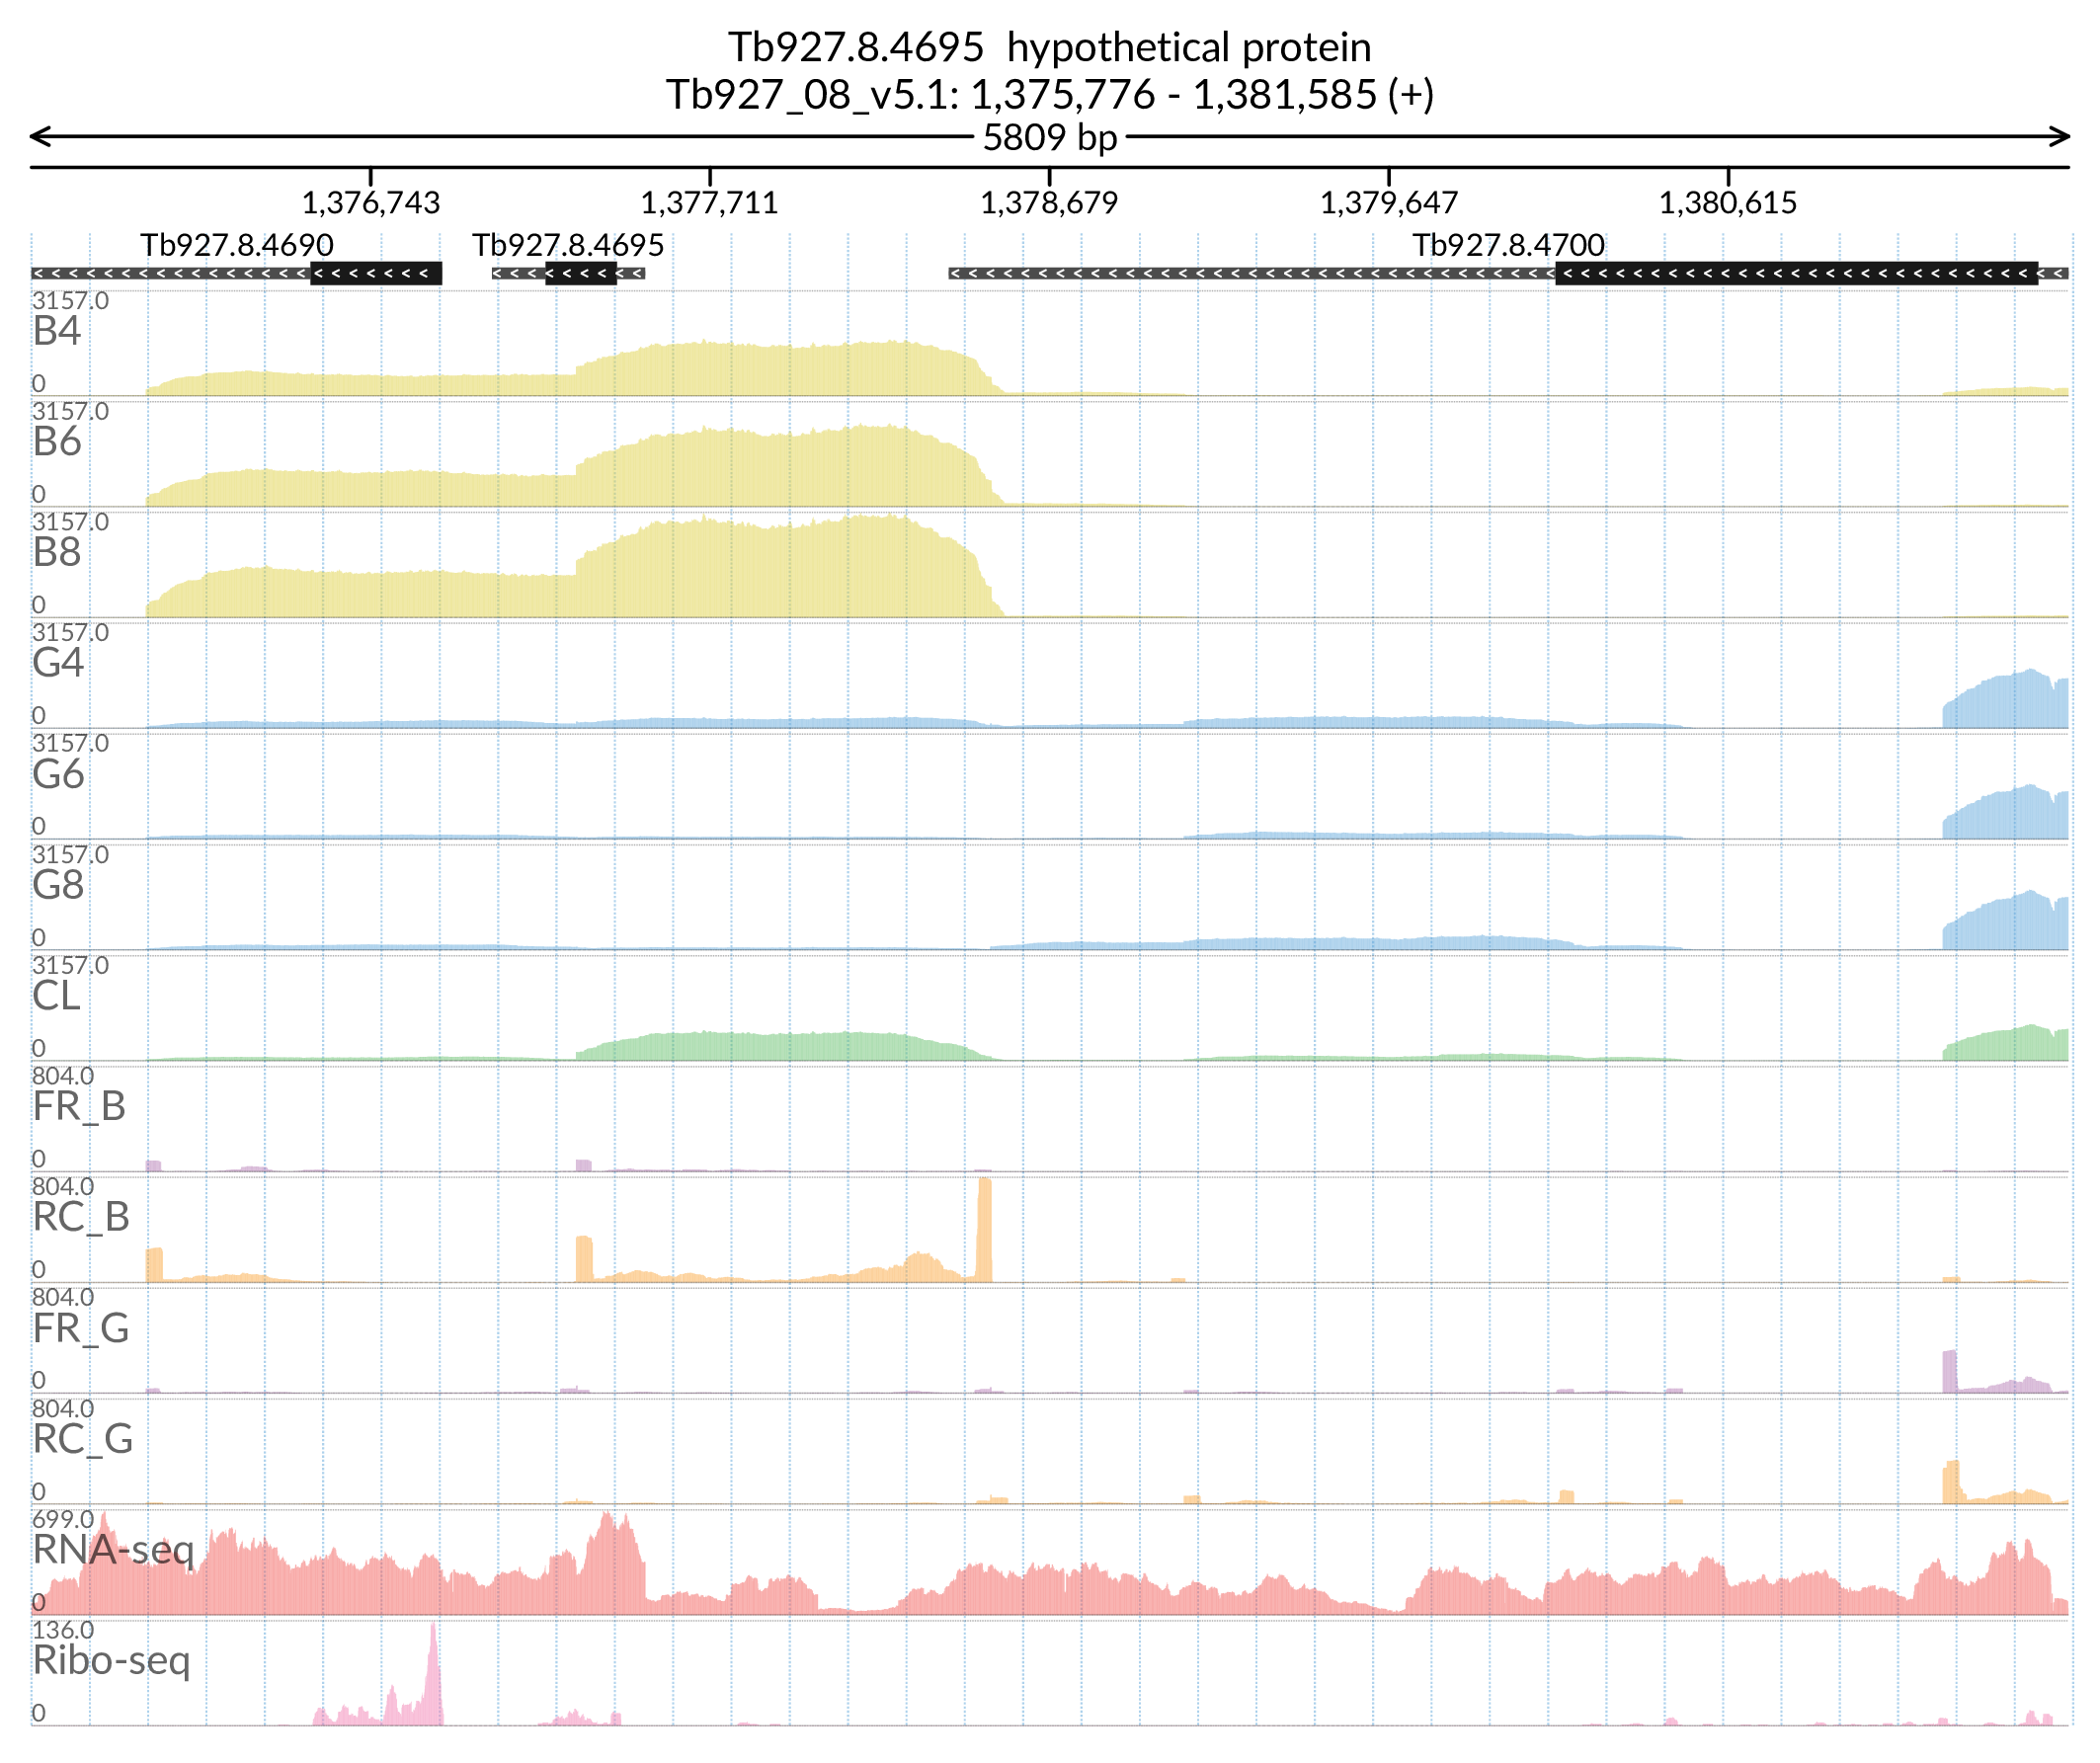 Tb927.8.4695  hypothetical protein
Tb927_08_v5.1: 1,375,776 - 1,381,585 (+)
5809 bp
1,376,743 1,377,711 1,378,679 1,379,647 1,380,615
Tb927.8.4690 Tb927.8.4695 Tb927.8.4700
3157.0
B4
0
3157.0
B6
0
3157.0
B8
0
3157.0
G4
0
3157.0
G6
0
3157.0
G8
0
3157.0
CL
0
804.0
FR_B
0
804.0
RC_B
0
804.0
FR_G
0
804.0
RC_G
0
699.0
RNA-seq
0
136.0
Ribo-seq
0